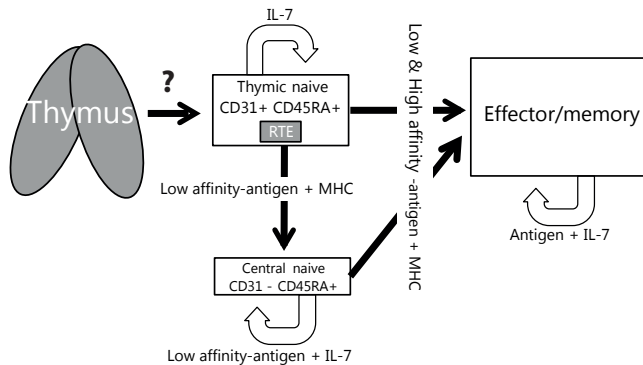 IL-7
?
Thymus
Thymic naive
CD31+ CD45RA+
RTE
Low & High affinity -antigen + MHC
Effector/memory
Low affinity-antigen + MHC
Antigen + IL-7
Central naive
CD31 - CD45RA+
Low affinity-antigen + IL-7